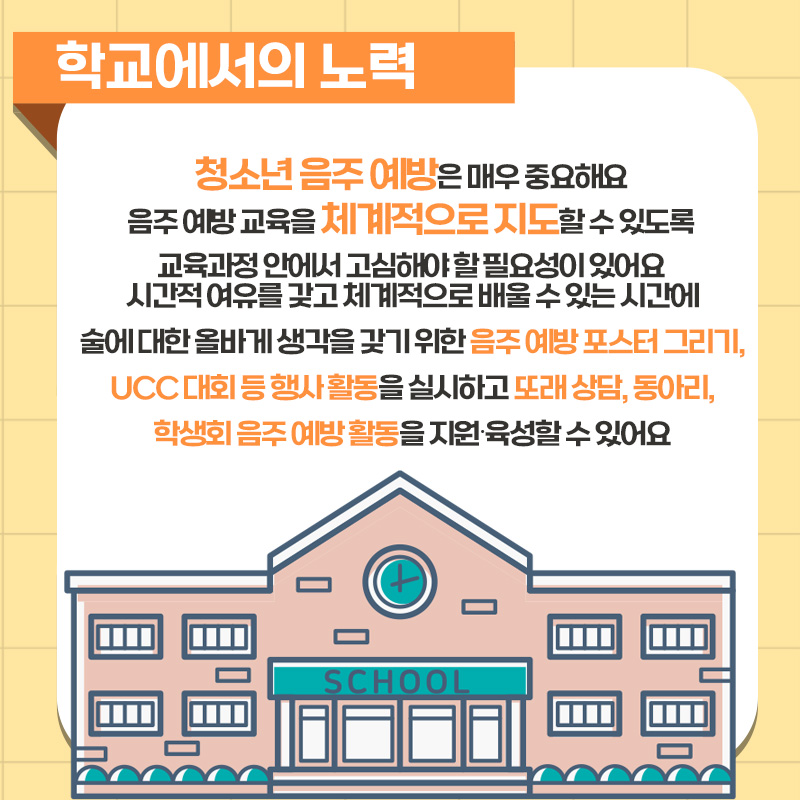 학교에서의 노력
청소년 음주 예방은 매우 중요해요
음주 예방 교육을 체계적으로 지도할 수 있도록
교육과정 안에서 고심해야 할 필요성이 있어요
시간적 여유를 갖고 체계적으로 배울 수 있는 시간에
술에 대한 올바게 생각을 갖기 위한 음주 예방 포스터 그리기,
UCC 대회 등 행사 활동을 실시하고 또래 상담, 동아리,
학생회 음주 예방 활동을 지원·육성할 수 있어요
SCHOOL